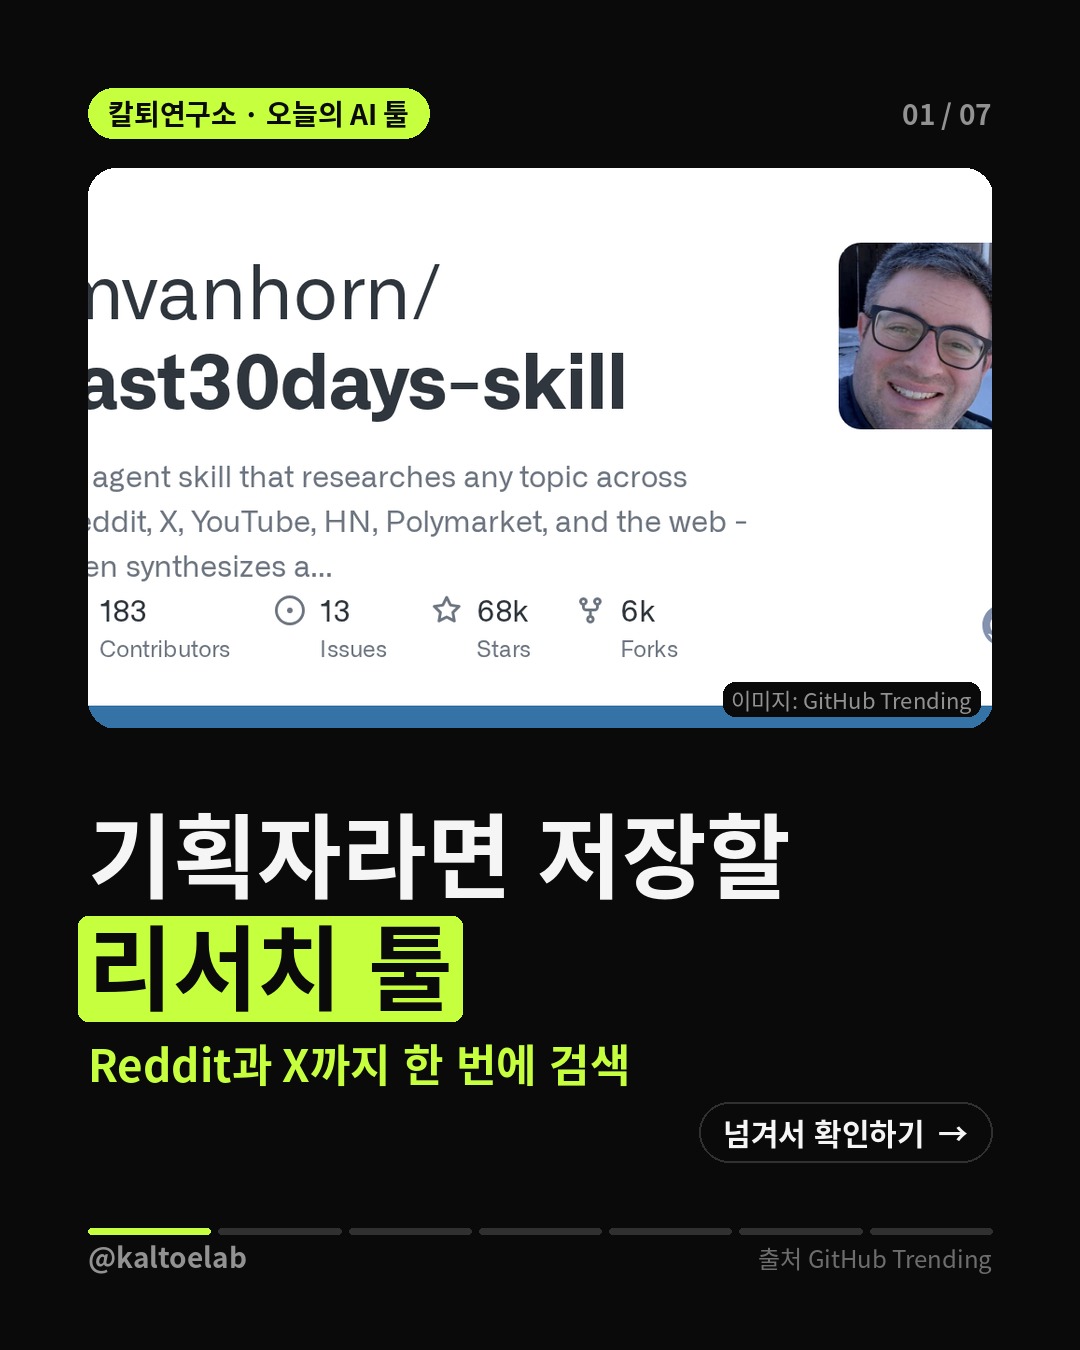 칼퇴연구소 · 오늘의 AI 툴
01 / 07
mvanhorn/
ast30days-skill
agent skill that researches any topic across
eddit, X, YouTube, HN, Polymarket, and the web -
en synthesizes a...
183
13
68k
6k
Contributors
Issues
Stars
Forks
이미지: GitHub Trending
기획자라면 저장할
리서치 툴
Reddit과 X까지 한 번에 검색
넘겨서 확인하기 →
@kaltoelab
출처 GitHub Trending